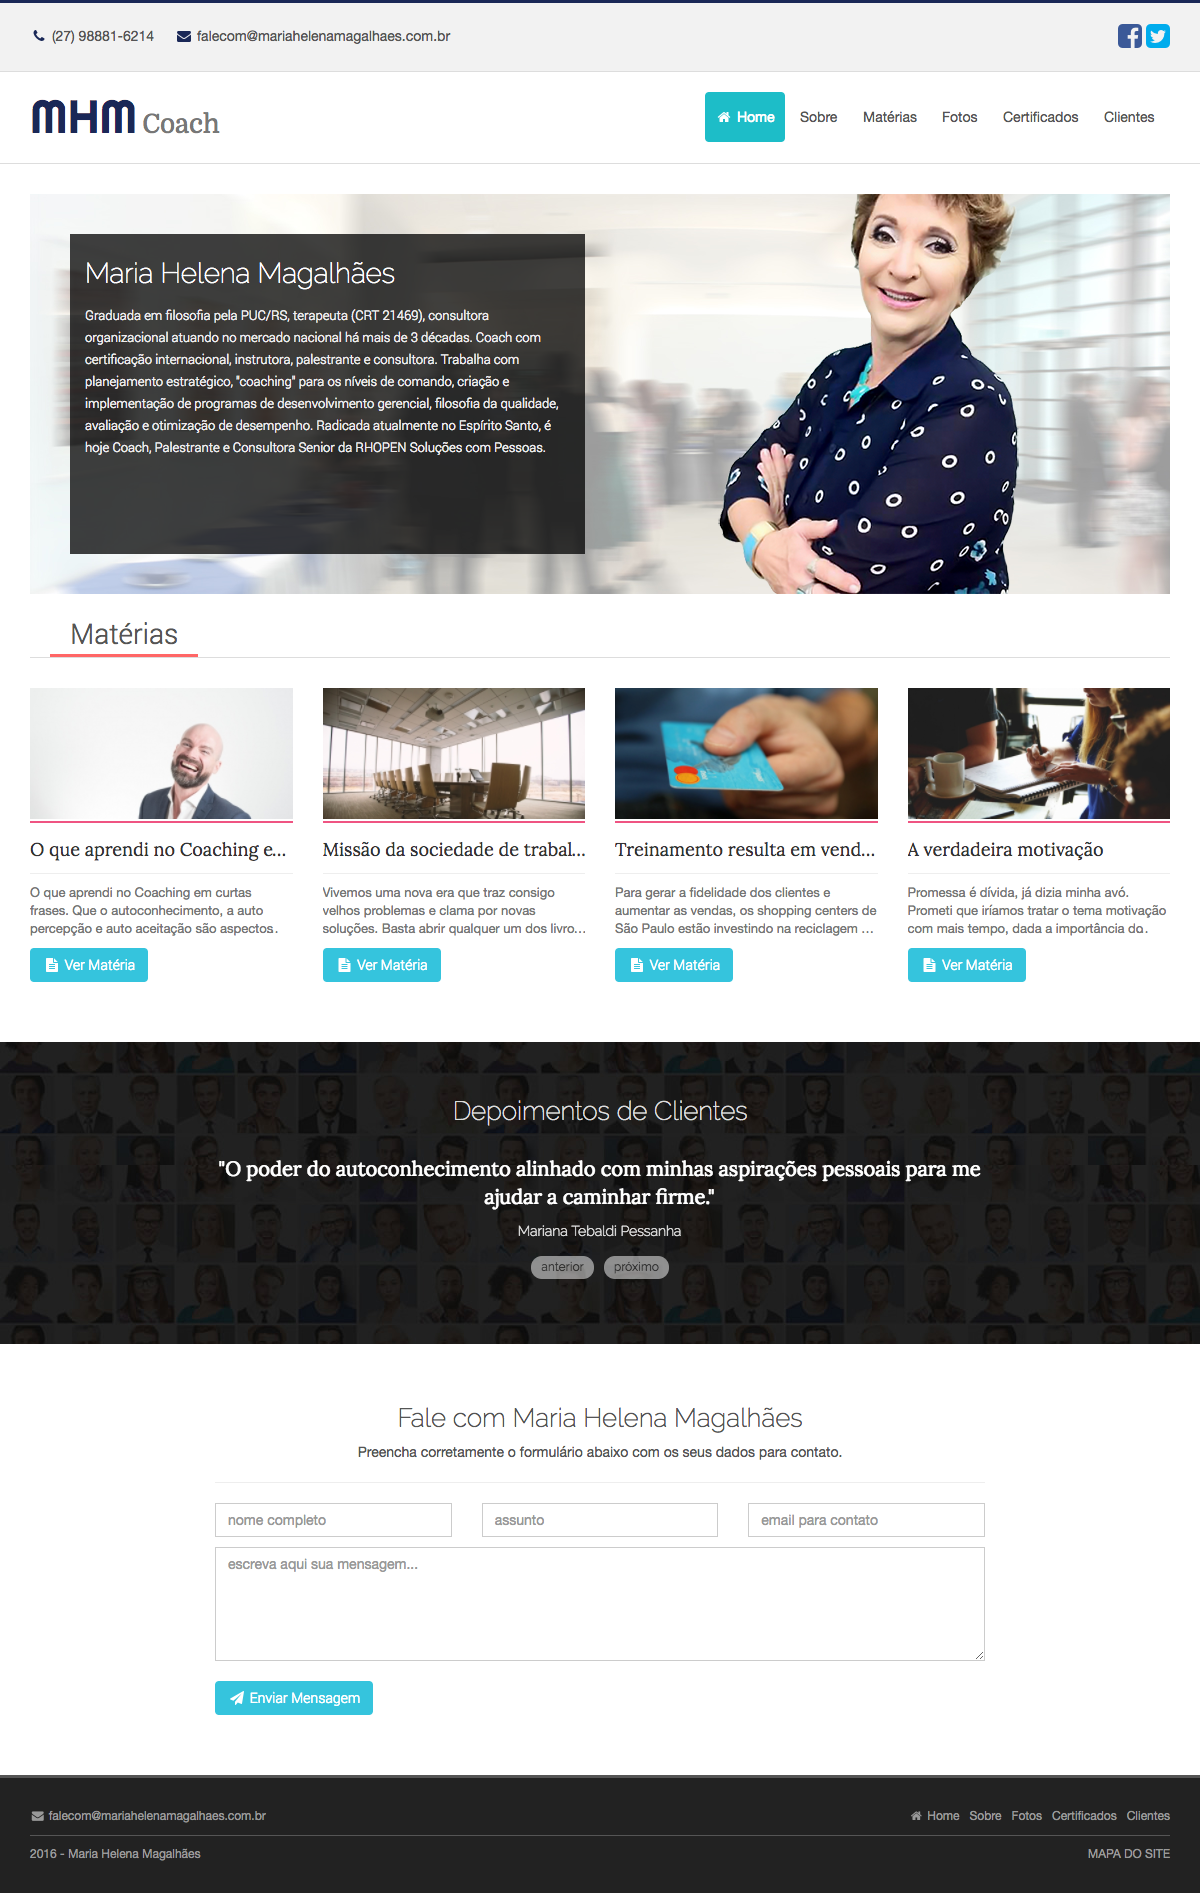 (27) 98881-6214 falecom@mariahelenamagalhaes.com.br
MHM Coach
Home Sobre Matérias Fotos Certificados Clientes
Maria Helena Magalhães
Graduada em filosofia pela PUC/RS, terapeuta (CRT 21469), consultora
organizacional atuando no mercado nacional há mais de 3 décadas. Coach com
certificação internacional, instrutora, palestrante e consultora. Trabalha com
planejamento estratégico, "coaching" para os níveis de comando, criação e
implementação de programas de desenvolvimento gerencial, filosofia da qualidade,
avaliação e otimização de desempenho. Radicada atualmente no Espírito Santo, é
hoje Coach, Palestrante e Consultora Senior da RHOPEN Soluções com Pessoas.
Matérias
O que aprendi no Coaching e...
O que aprendi no Coaching em curtas
frases. Que o autoconhecimento, a auto
percepção e auto aceitação são aspectos..
Ver Matéria
Missão da sociedade de trabal...
Vivemos uma nova era que traz consigo
velhos problemas e clama por novas
soluções. Basta abrir qualquer um dos livro...
Ver Matéria
Treinamento resulta em vend...
Para gerar a fidelidade dos clientes e
aumentar as vendas, os shopping centers de
São Paulo estão investindo na reciclagem ...
Ver Matéria
A verdadeira motivação
Promessa é dívida, já dizia minha avó.
Prometi que iríamos tratar o tema motivação
com mais tempo, dada a importância do..
Ver Matéria
Depoimentos de Clientes
"O poder do autoconhecimento alinhado com minhas aspirações pessoais para me
ajudar a caminhar firme."
Mariana Tebaldi Pessanha
anterior próximo
Fale com Maria Helena Magalhães
Preencha corretamente o formulário abaixo com os seus dados para contato.
nome completo assunto email para contato
escreva aqui sua mensagem...
Enviar Mensagem
falecom@mariahelenamagalhaes.com.br Home Sobre Fotos Certificados Clientes
2016 - Maria Helena Magalhães MAPA DO SITE